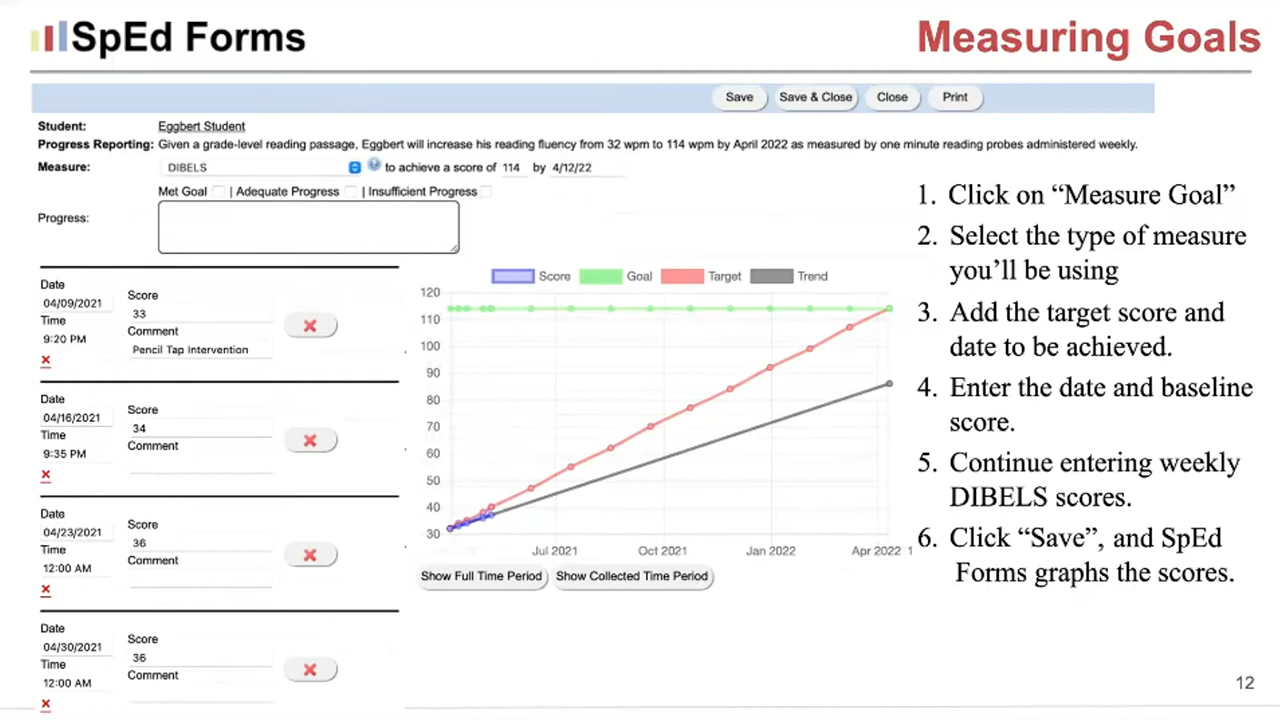 SpEd Forms
Measuring Goals
Save
Save & Close
Close
Print
Student: Eggbert Student
Progress Reporting: Given a grade-level reading passage, Eggbert will increase his reading fluency from 32 wpm to 114 wpm by April 2022 as measured by one minute reading probes administered weekly.
Measure: DIBELS to achieve a score of 114 by 4/12/22
Met Goal | Adequate Progress | Insufficient Progress
Progress:
Date
04/09/2021
Time
9:20 PM
Score
33
Comment
Pencil Tap Intervention
Date
04/16/2021
Time
9:35 PM
Score
34
Comment
Date
04/23/2021
Time
12:00 AM
Score
36
Comment
Date
04/30/2021
Time
12:00 AM
Score
36
Comment
Score Goal Target Trend
120
110
100
90
80
70
60
50
40
30
Jul 2021 Oct 2021 Jan 2022 Apr 2022 1
Show Full Time Period
Show Collected Time Period
1. Click on “Measure Goal”
2. Select the type of measure
you’ll be using
3. Add the target score and
date to be achieved.
4. Enter the date and baseline
score.
5. Continue entering weekly
DIBELS scores.
6. Click “Save”, and SpEd
Forms graphs the scores.
12